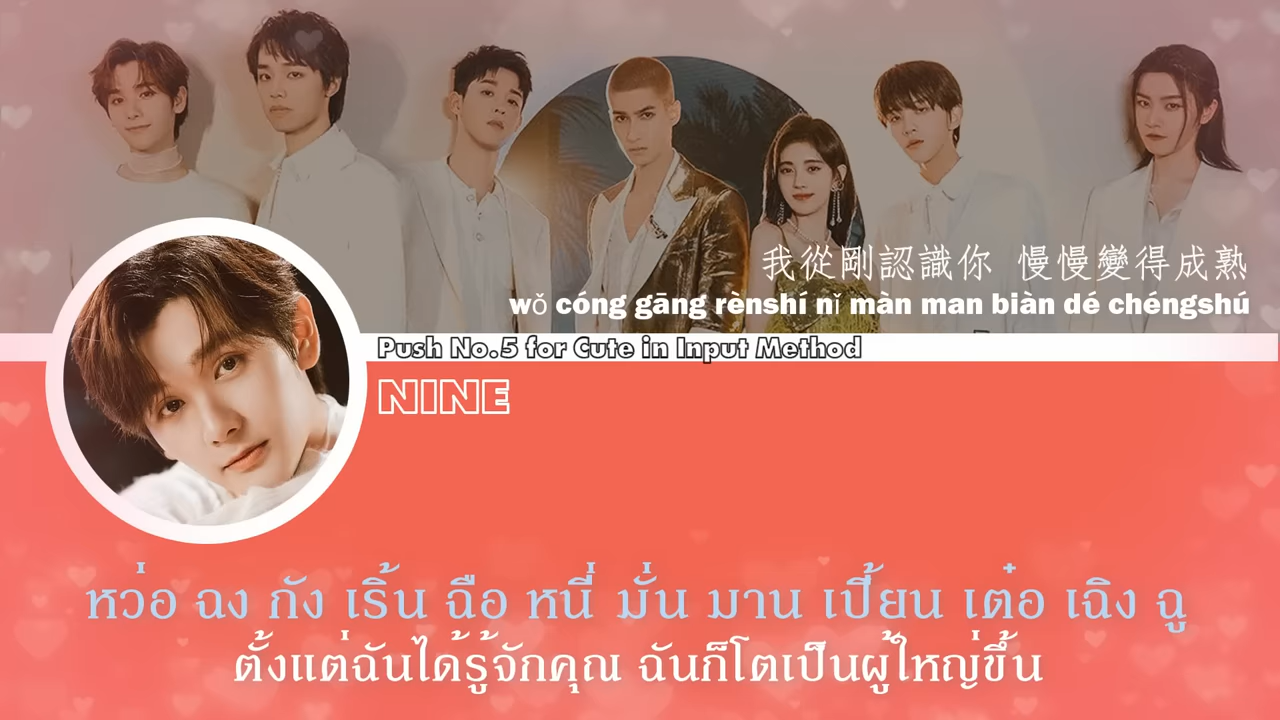 我從剛認識你 慢慢變得成熟
wǒ cóng gāng rènshí nǐ màn man biàn dé chéngshú
Push No.5 for Cute in Input Method
NINE
หว่อ ฉง กัง เริ้น ฉือ หนี่ มั่น มาน เปี้ยน เต๋อ เฉิง ฉู
ตั้งแต่ฉันได้รู้จักคุณ ฉันก็โตเป็นผู้ใหญ่ขึ้น